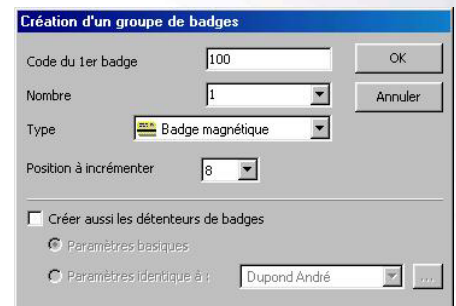 Création d'un groupe de badges
Code du 1er badge 100 OK
Nombre 1 Annuler
Type Badge magnétique
Position à incrémenter 8
Créer aussi les détenteurs de badges
Paramètres basiques
Paramètres identique à : Dupond André ...